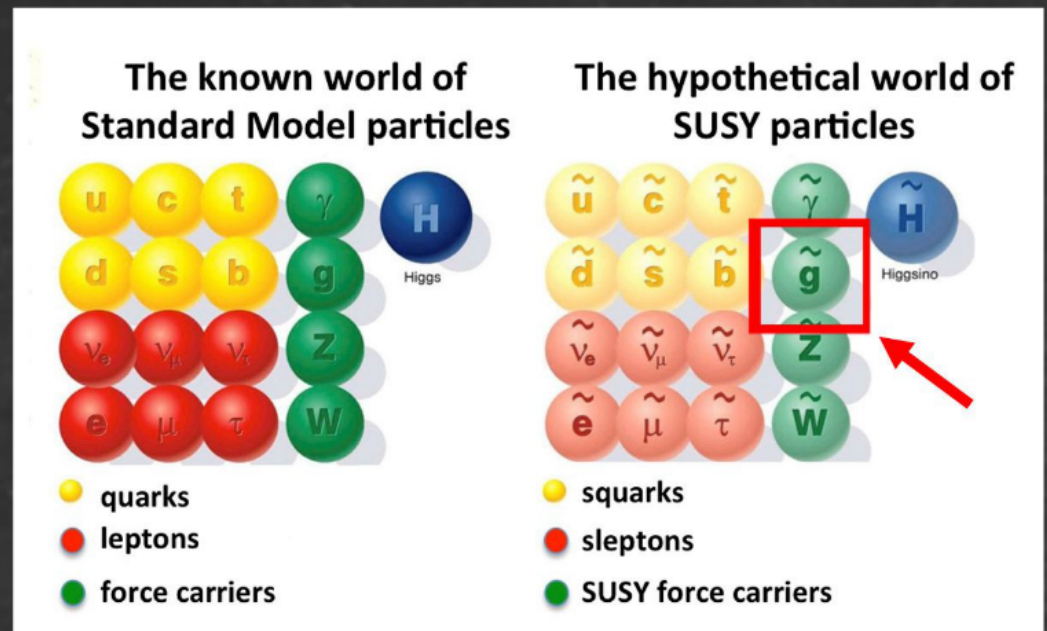 The known world of
Standard Model particles
u c t γ H
Higgs
d s b g
νe νμ ντ Z
e μ τ W
quarks
leptons
force carriers
The hypothetical world of
SUSY particles
ũ c̃ t̃ γ̃ H̃
Higgsino
d̃ s̃ b̃ g̃
ν̃e ν̃μ ν̃τ Z̃
ẽ μ̃ τ̃ W̃
squarks
sleptons
SUSY force carriers